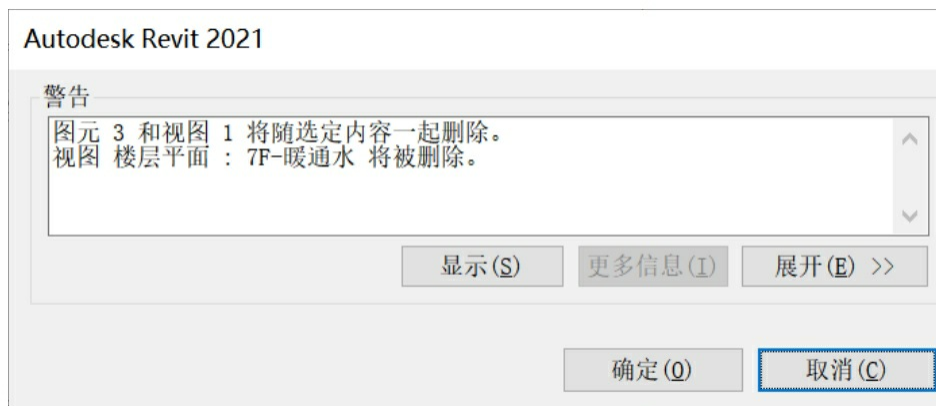 Autodesk Revit 2021
警告
图元 3 和视图 1 将随选定内容一起删除。
视图 楼层平面 : 7F-暖通水 将被删除。
显示(S) 更多信息(I) 展开(E) >>
确定(O) 取消(C)